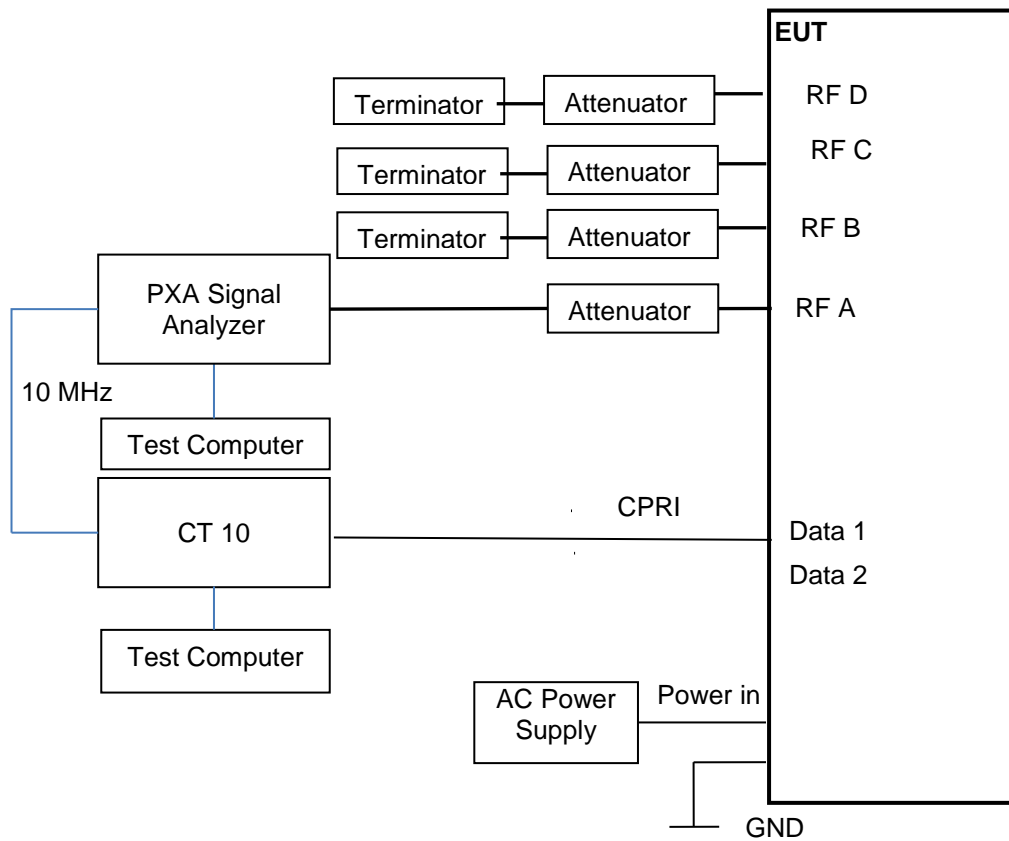 EUT
Terminator
Attenuator
RF D
Terminator
Attenuator
RF C
Terminator
Attenuator
RF B
PXA Signal
Analyzer
Attenuator
RF A
10 MHz
Test Computer
CT 10
CPRI
Data 1
Data 2
Test Computer
AC Power
Supply
Power in
GND